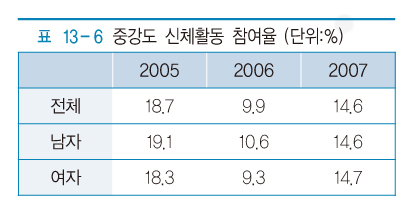 표 13-6 중강도 신체활동 참여율 (단위:%)
2005 2006 2007
전체 18.7 9.9 14.6
남자 19.1 10.6 14.6
여자 18.3 9.3 14.7